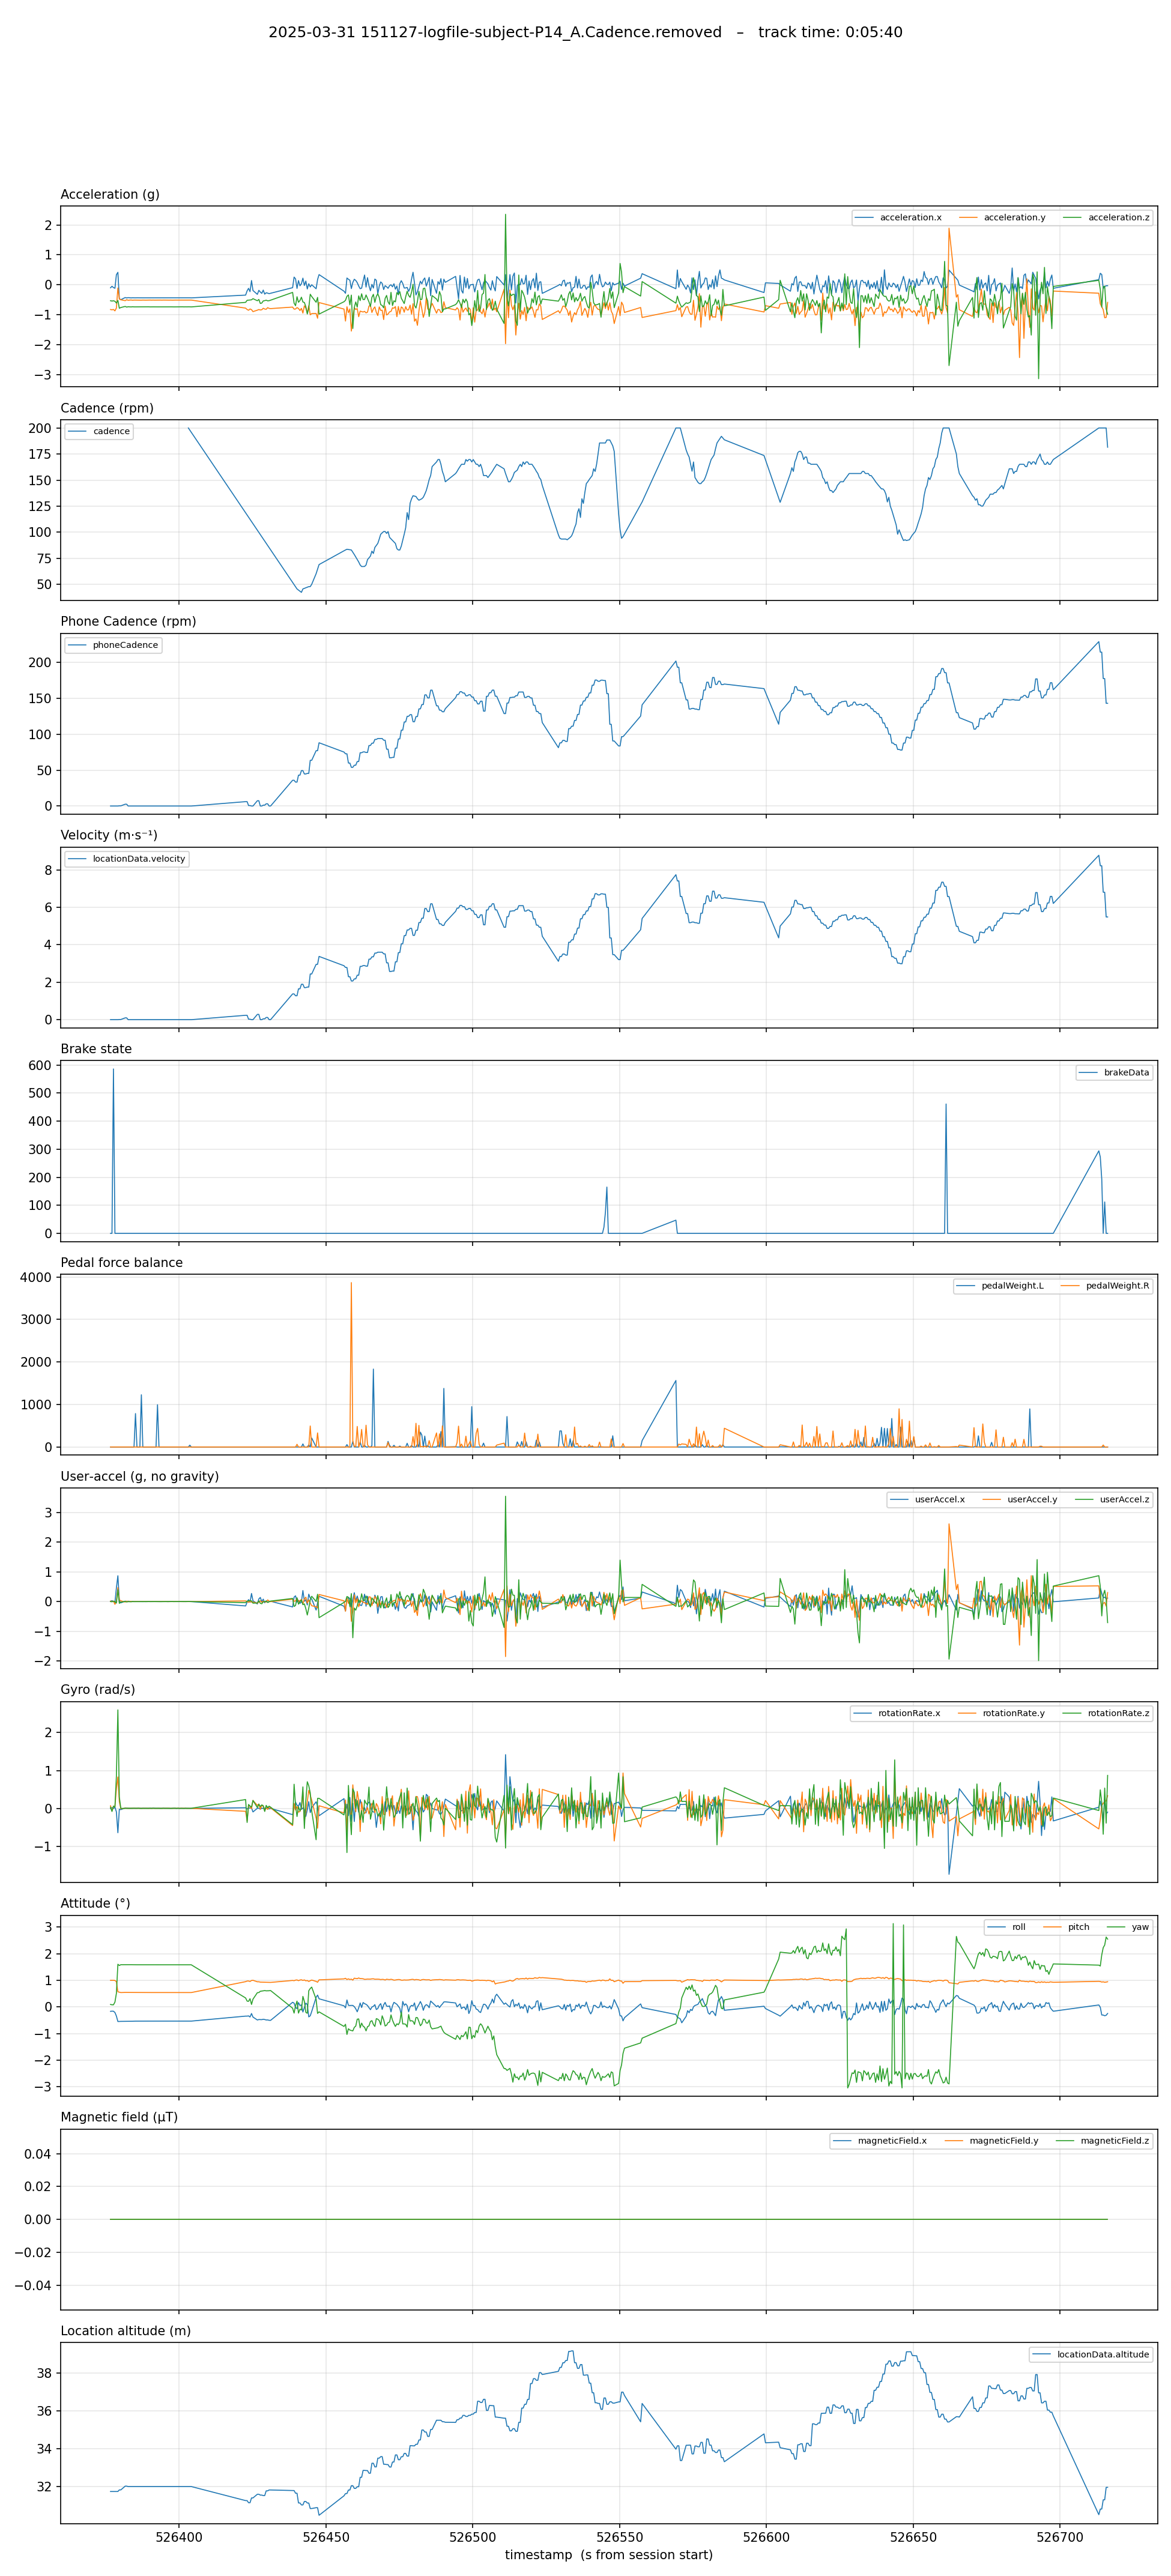 2025-03-31 151127-logfile-subject-P14_A.Cadence.removed – track time: 0:05:40
Acceleration (g)
acceleration.x acceleration.y acceleration.z
2
1
0
−1
−2
−3
Cadence (rpm)
cadence
200
175
150
125
100
75
50
Phone Cadence (rpm)
phoneCadence
200
150
100
50
0
Velocity (m·s⁻¹)
locationData.velocity
8
6
4
2
0
Brake state
brakeData
600
500
400
300
200
100
0
Pedal force balance
pedalWeight.L pedalWeight.R
4000
3000
2000
1000
0
User-accel (g, no gravity)
userAccel.x userAccel.y userAccel.z
3
2
1
0
−1
−2
Gyro (rad/s)
rotationRate.x rotationRate.y rotationRate.z
2
1
0
−1
Attitude (°)
roll pitch yaw
3
2
1
0
−1
−2
−3
Magnetic field (µT)
magneticField.x magneticField.y magneticField.z
0.04
0.02
0.00
−0.02
−0.04
Location altitude (m)
locationData.altitude
38
36
34
32
526400 526450 526500 526550 526600 526650 526700
timestamp (s from session start)